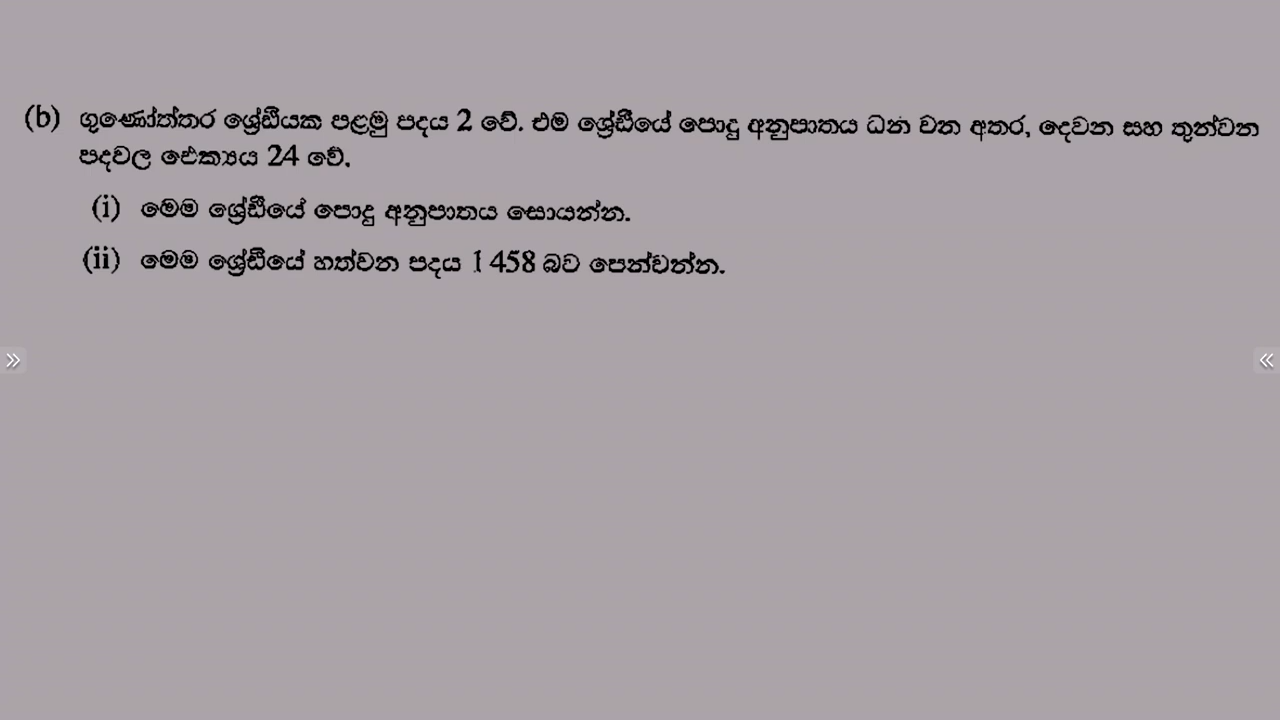 (b) ගුණෝත්තර ශ්‍රේඪියක පළමු පදය 2 වේ. එම ශ්‍රේඪියේ පොදු අනුපාතය ධන වන අතර, දෙවන සහ තුන්වන
පදවල ඓක්‍යය 24 වේ.
(i) මෙම ශ්‍රේඪියේ පොදු අනුපාතය සොයන්න.
(ii) මෙම ශ්‍රේඪියේ හත්වන පදය 1 458 බව පෙන්වන්න.